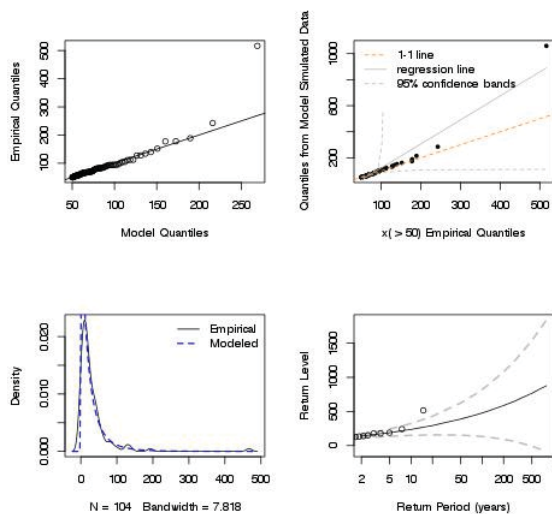 Empirical Quantiles
500
300
100
50
100
150
200
250
Model Quantiles
Quantiles from Model Simulated Data
1000
600
200
1-1 line
regression line
95% confidence bands
100
200
300
400
500
x( > 50) Empirical Quantiles
Density
0.020
0.010
0.000
Empirical
Modeled
0
100
200
300
400
500
N = 104 Bandwidth = 7.818
Return Level
1500
1000
500
0
2
5
10
50
100
200
500
Return Period (years)